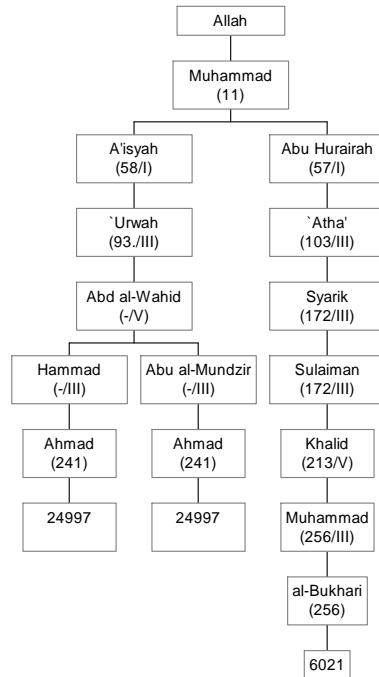 Allah
Muhammad
(11)
A'isyah
(58/I)
Abu Hurairah
(57/I)
`Urwah
(93./III)
`Atha'
(103/III)
Abd al-Wahid
(-/V)
Syarik
(172/III)
Hammad
(-/III)
Abu al-Mundzir
(-/III)
Sulaiman
(172/III)
Ahmad
(241)
Ahmad
(241)
Khalid
(213/V)
24997
24997
Muhammad
(256/III)
al-Bukhari
(256)
6021